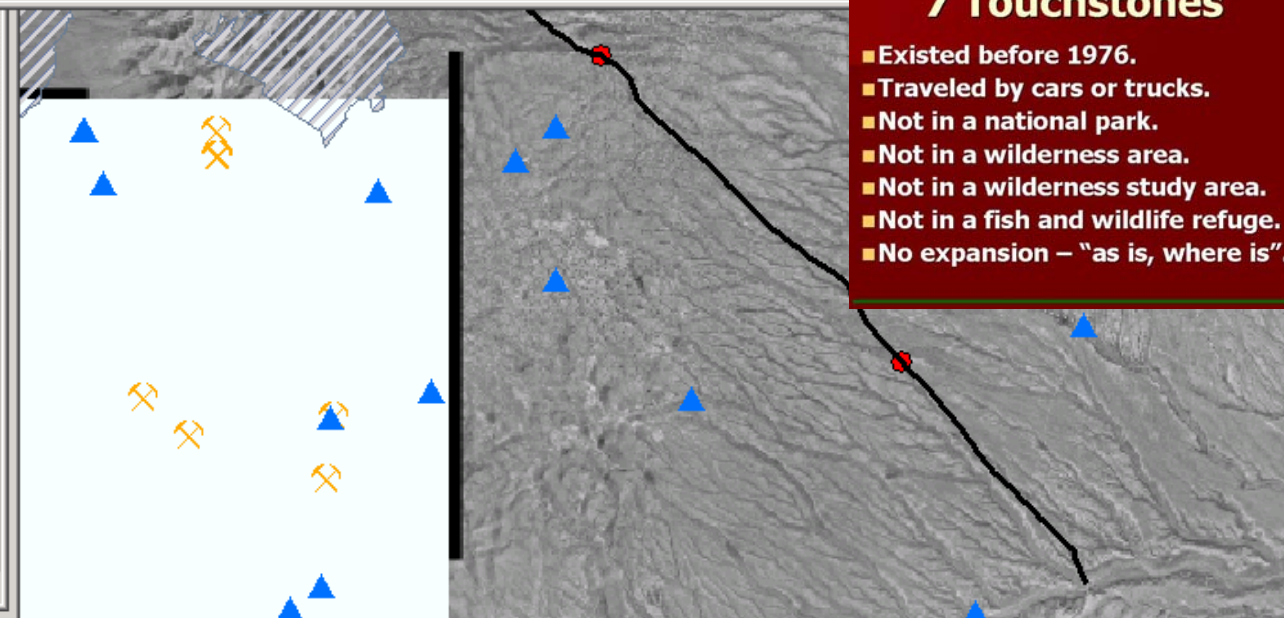 7 Touchstones
Existed before 1976.
Traveled by cars or trucks.
Not in a national park.
Not in a wilderness area.
Not in a wilderness study area.
Not in a fish and wildlife refuge.
No expansion – “as is, where is”.